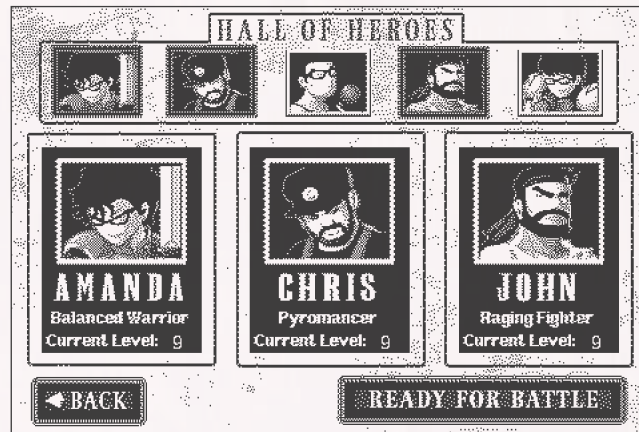 HALL OF HEROES
AMANDA
Balanced Warrior
Current Level: 9
CHRIS
Pyromancer
Current Level: 9
JOHN
Raging Fighter
Current Level: 9
BACK
READY FOR BATTLE